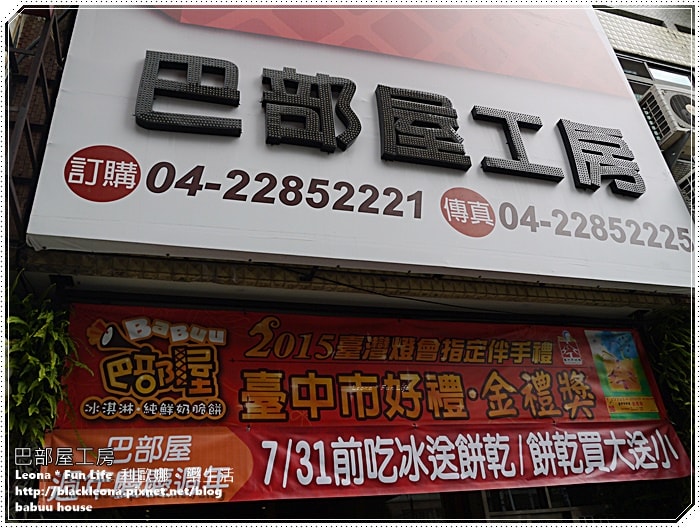 巴部屋工房
訂購 04-22852221
傳真 04-22852225
BaBuu
巴部屋
冰淇淋·純鮮奶脆餅
2015臺灣燈會指定伴手禮
臺中市好禮·金禮獎
巴部屋
7/31前吃冰送餅乾/餅乾買大送小
Leona * Fun Life
巴部屋工房
Leona * Fun Life
http://blackleona.pixnet.net/blog
babuu house